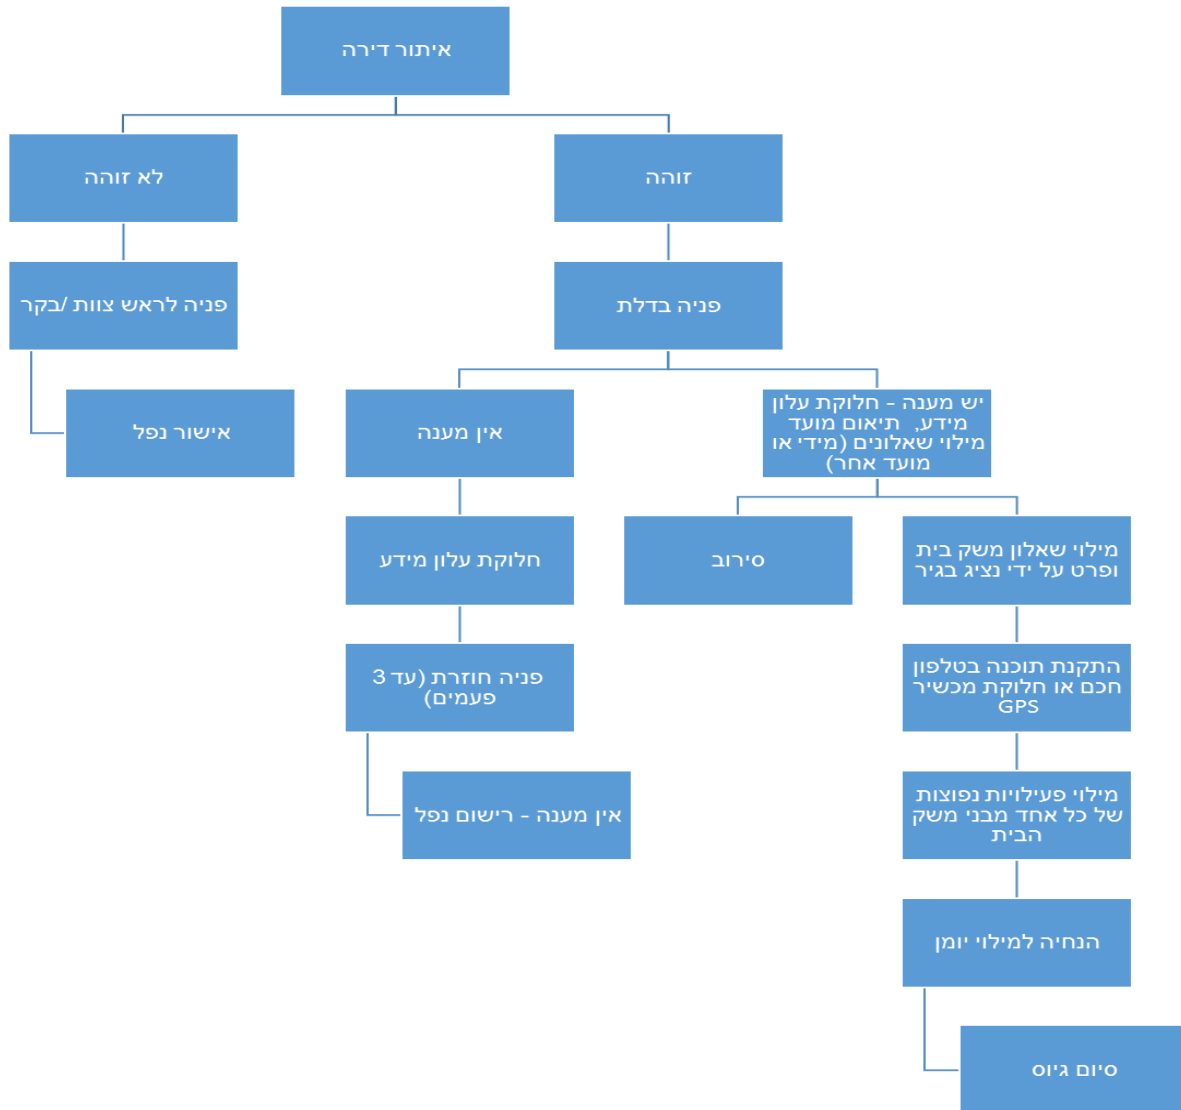 איתור דירה
זוהה
לא זוהה
פניה בדלת
פניה לראש צוות /בקר
יש מענה - חלוקת עלון
מידע,  תיאום מועד
מילוי שאלונים (מידי או
מועד אחר)
אין מענה
אישור נפל
מילוי שאלון משק בית
ופרט על ידי נציג בגיר
סירוב
חלוקת עלון מידע
התקנת תוכנה בטלפון
חכם או חלוקת מכשיר
GPS
פניה חוזרת (עד 3
פעמים)
מילוי פעילויות נפוצות
של כל אחד מבני משק
הבית
אין מענה - רישום נפל
הנחיה למילוי יומן
סיום גיוס